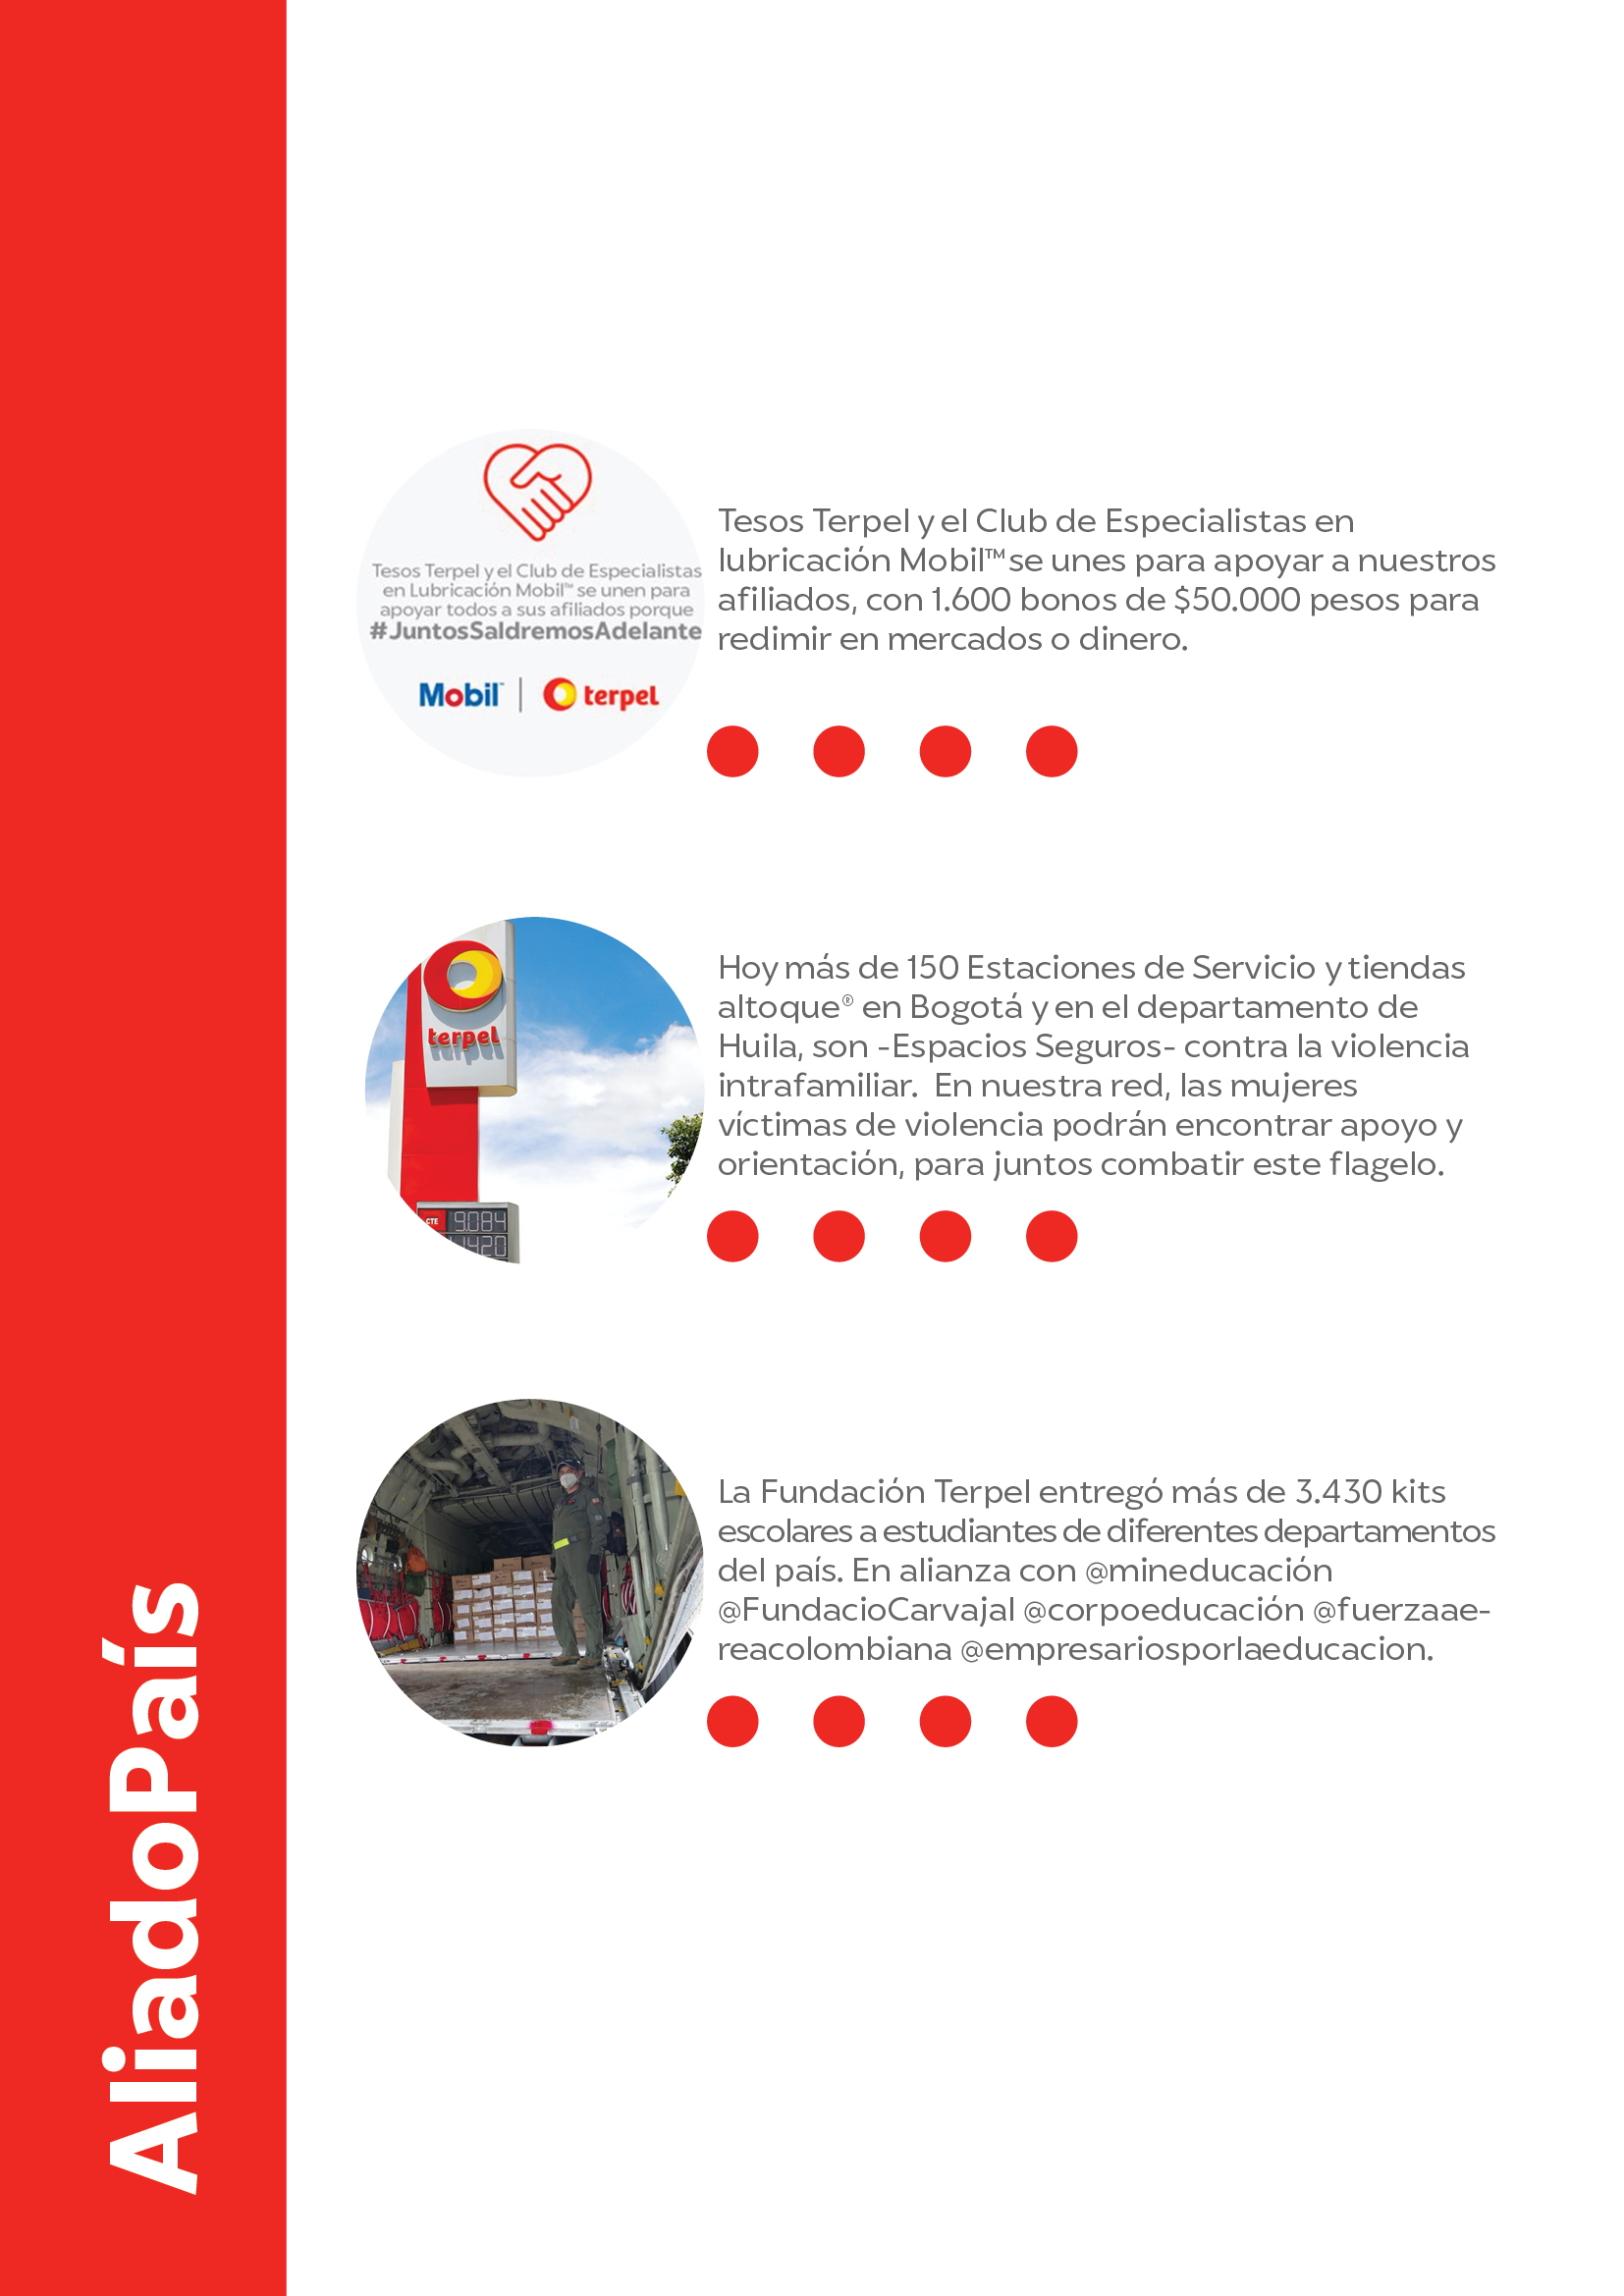 Tesos Terpel y el Club de Especialistas
en Lubricación Mobil™ se unen para
apoyar todos a sus afiliados porque
#JuntosSaldremosAdelante
Mobil™ | terpel
Tesos Terpel y el Club de Especialistas en
lubricación Mobil™ se unes para apoyar a nuestros
afiliados, con 1.600 bonos de $50.000 pesos para
redimir en mercados o dinero.
terpel
CTE 9.084
1420
Hoy más de 150 Estaciones de Servicio y tiendas
altoque® en Bogotá y en el departamento de
Huila, son -Espacios Seguros- contra la violencia
intrafamiliar. En nuestra red, las mujeres
víctimas de violencia podrán encontrar apoyo y
orientación, para juntos combatir este flagelo.
La Fundación Terpel entregó más de 3.430 kits
escolares a estudiantes de diferentes departamentos
del país. En alianza con @mineducación
@FundacioCarvajal @corpoeducación @fuerzaae-
reacolombiana @empresariosporlaeducacion.
AliadoPaís